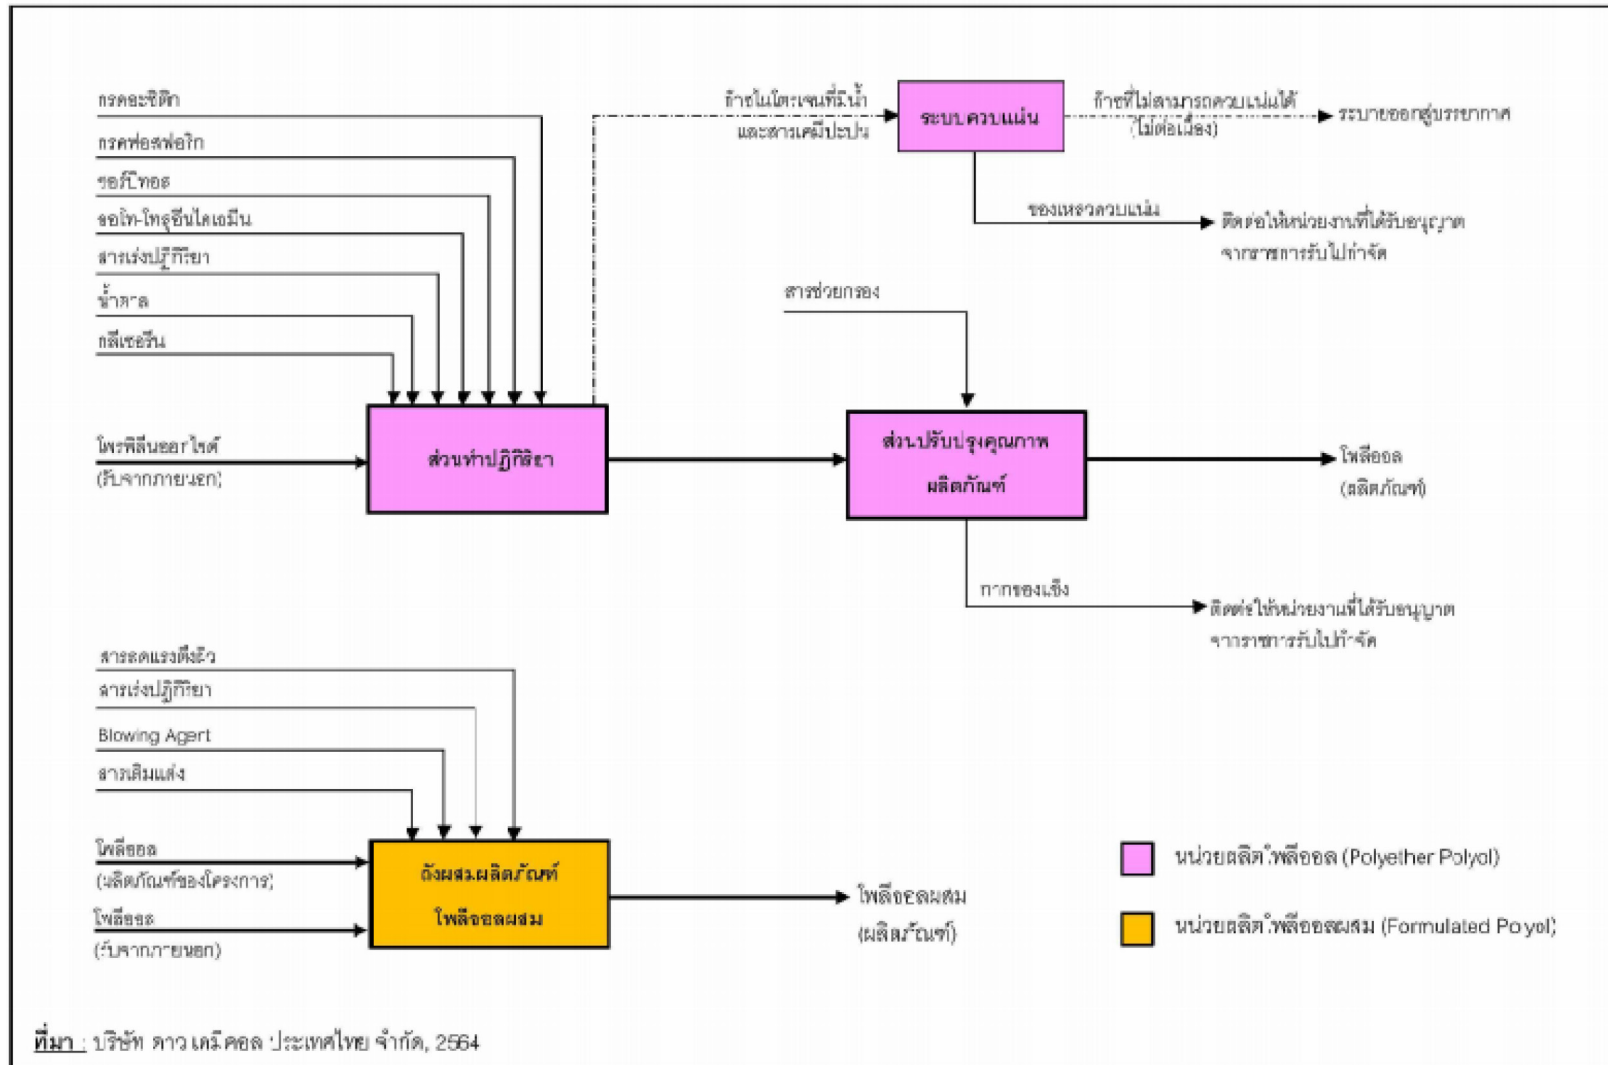 กรดอะซิติก
กรดฟอสฟอริก
ซอร์บิทอล
ออโท-โทลูอีนไดเอมีน
สารเร่งปฏิกิริยา
น้ำตาล
กลีเซอรีน
โพรพิลีนออกไซด์
(รับจากภายนอก)
ส่วนทำปฏิกิริยา
ก๊าซไนโตรเจนที่มีน้ำ
และสารเคมีปะปน
ระบบควบแน่น
ก๊าซที่ไม่สามารถควบแน่นได้
(ไม่ต่อเนื่อง)
ระบายออกสู่บรรยากาศ
ของเหลวควบแน่น
ติดต่อให้หน่วยงานที่ได้รับอนุญาต
จากราชการรับไปกำจัด
สารช่วยกรอง
ส่วนปรับปรุงคุณภาพ
ผลิตภัณฑ์
โพลีออล
(ผลิตภัณฑ์)
กากของแข็ง
ติดต่อให้หน่วยงานที่ได้รับอนุญาต
จากราชการรับไปกำจัด
สารลดแรงตึงผิว
สารเร่งปฏิกิริยา
Blowing Agent
สารเติมแต่ง
โพลีออล
(ผลิตภัณฑ์ของโครงการ)
โพลีออล
(รับจากภายนอก)
ถังผสมผลิตภัณฑ์
โพลีออลผสม
โพลีออลผสม
(ผลิตภัณฑ์)
หน่วยผลิตโพลีออล (Polyether Polyol)
หน่วยผลิตโพลีออลผสม (Formulated Polyol)
ที่มา : บริษัท ดาว เคมิคอล ประเทศไทย จำกัด, 2564